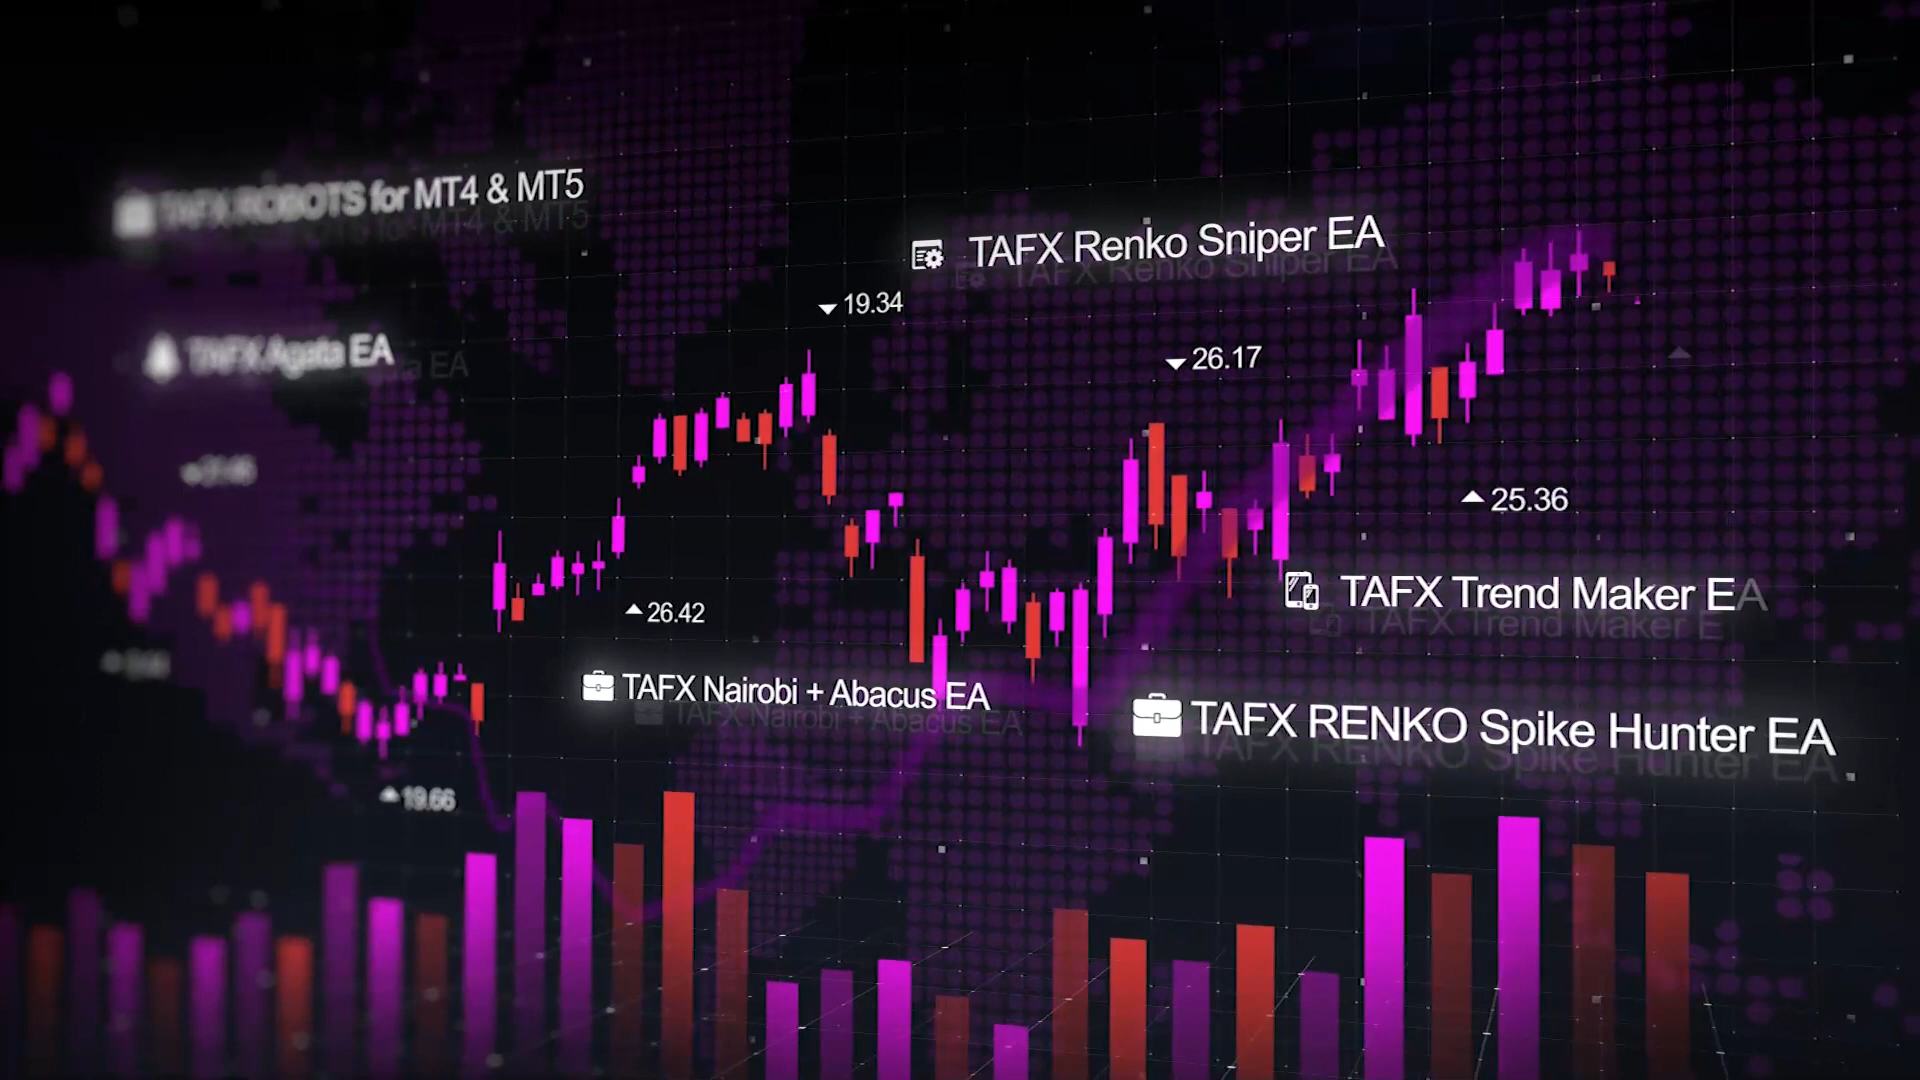 TAFX ROBOTS for MT4 & MT5
TAFX Renko Sniper EA
19.34
TAFX Agata EA
26.17
25.36
TAFX Trend Maker EA
26.42
TAFX Nairobi + Abacus EA
TAFX RENKO Spike Hunter EA
19.66